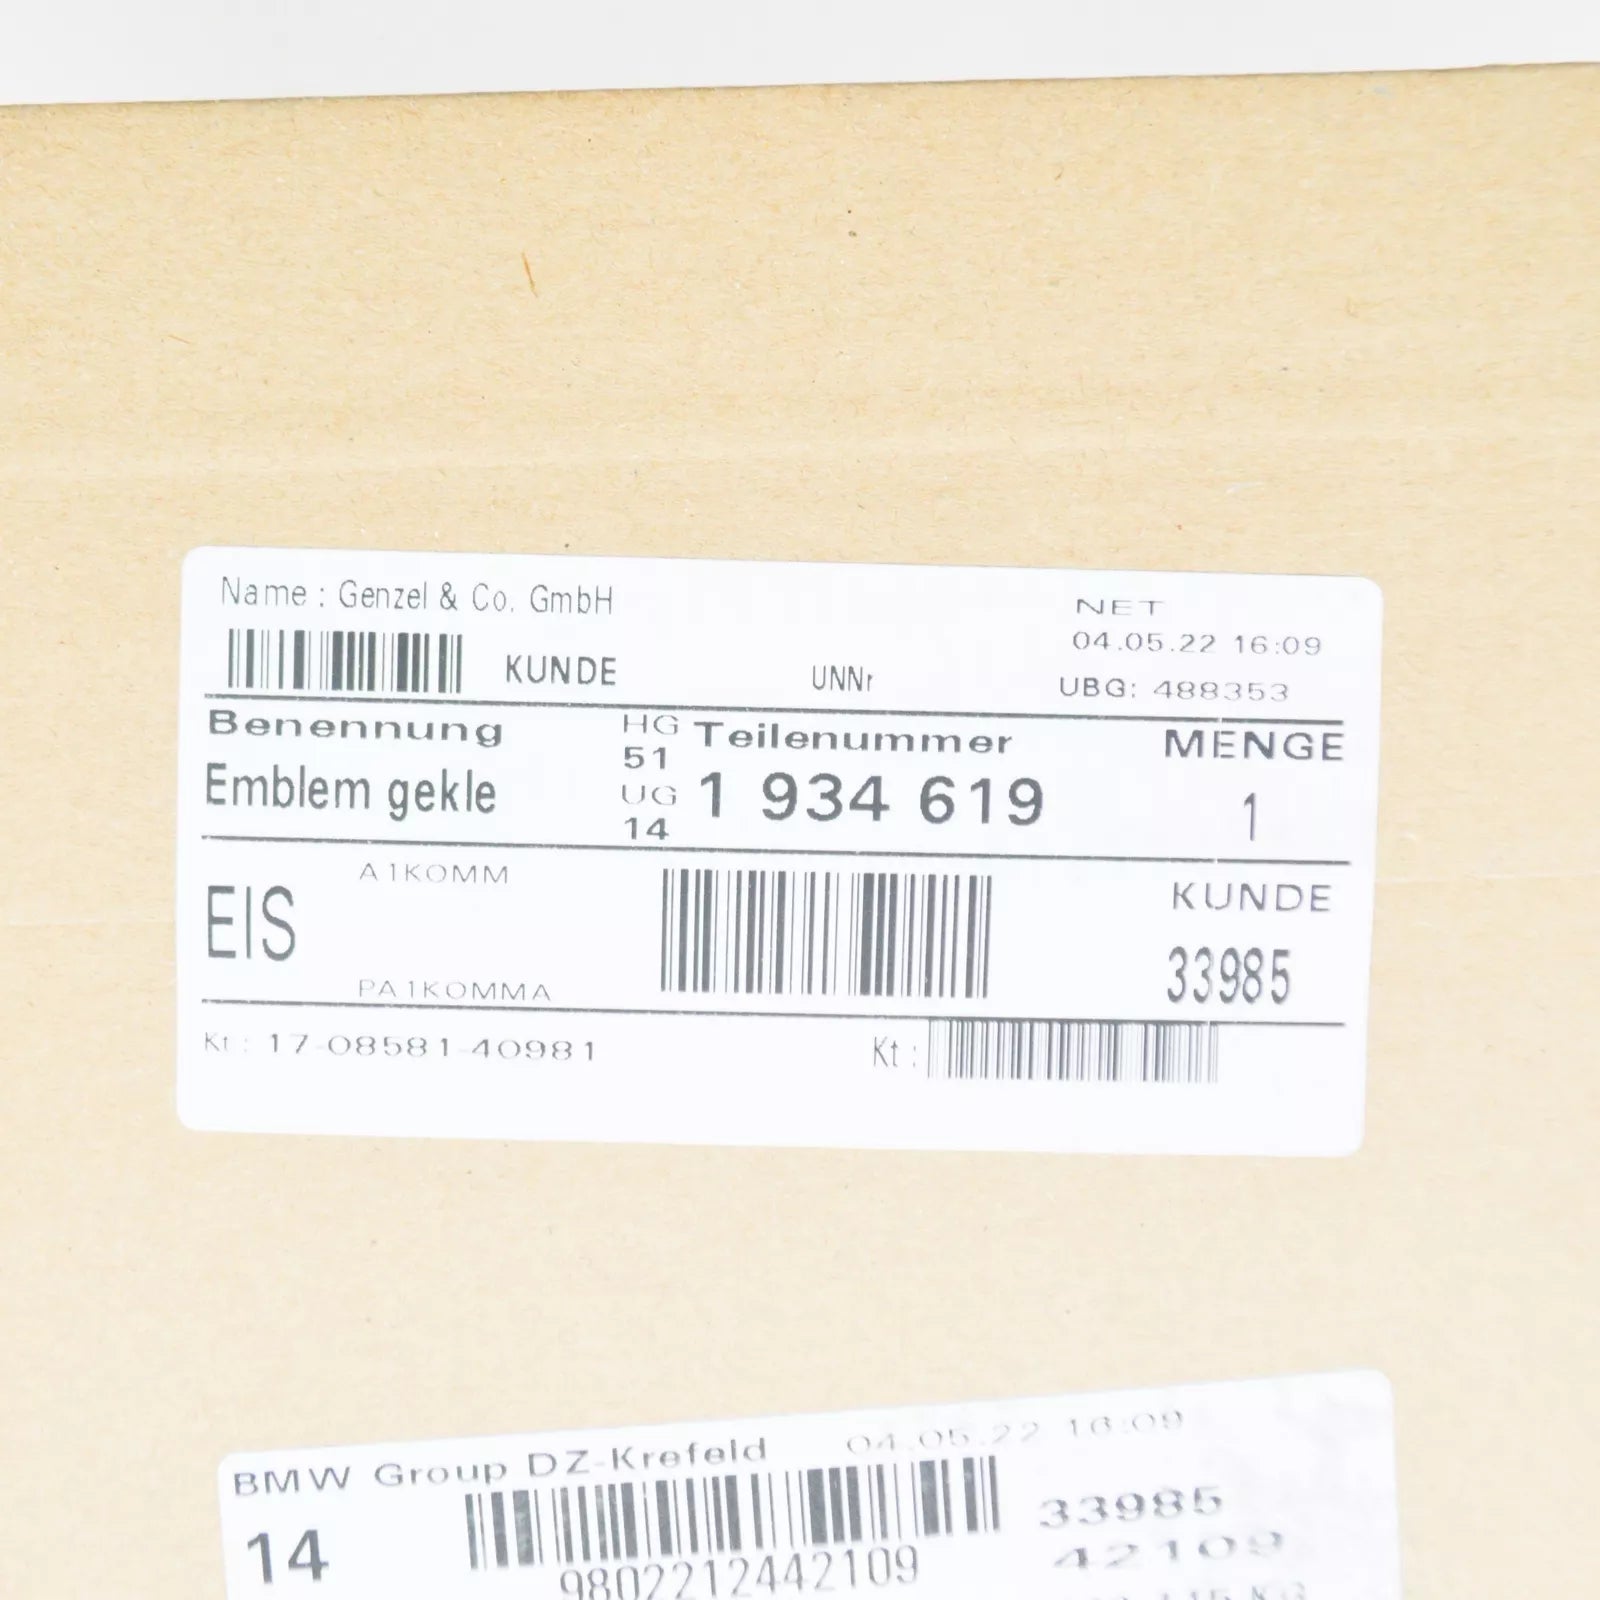 Name : Genzel & Co. GmbH
NET
04.05.22 16:09
KUNDE UNNr UBG: 488353
Benennung HG Teilenummer MENGE
51
Emblem gekle UG 1 934 619 1
14
A1KOMM KUNDE
EIS 33985
PA1KOMMA
Kt : 17-08581-40981 Kt :
BMW Group DZ-Krefeld 04.05.22 16:09
33985
14 42109
9802212442109